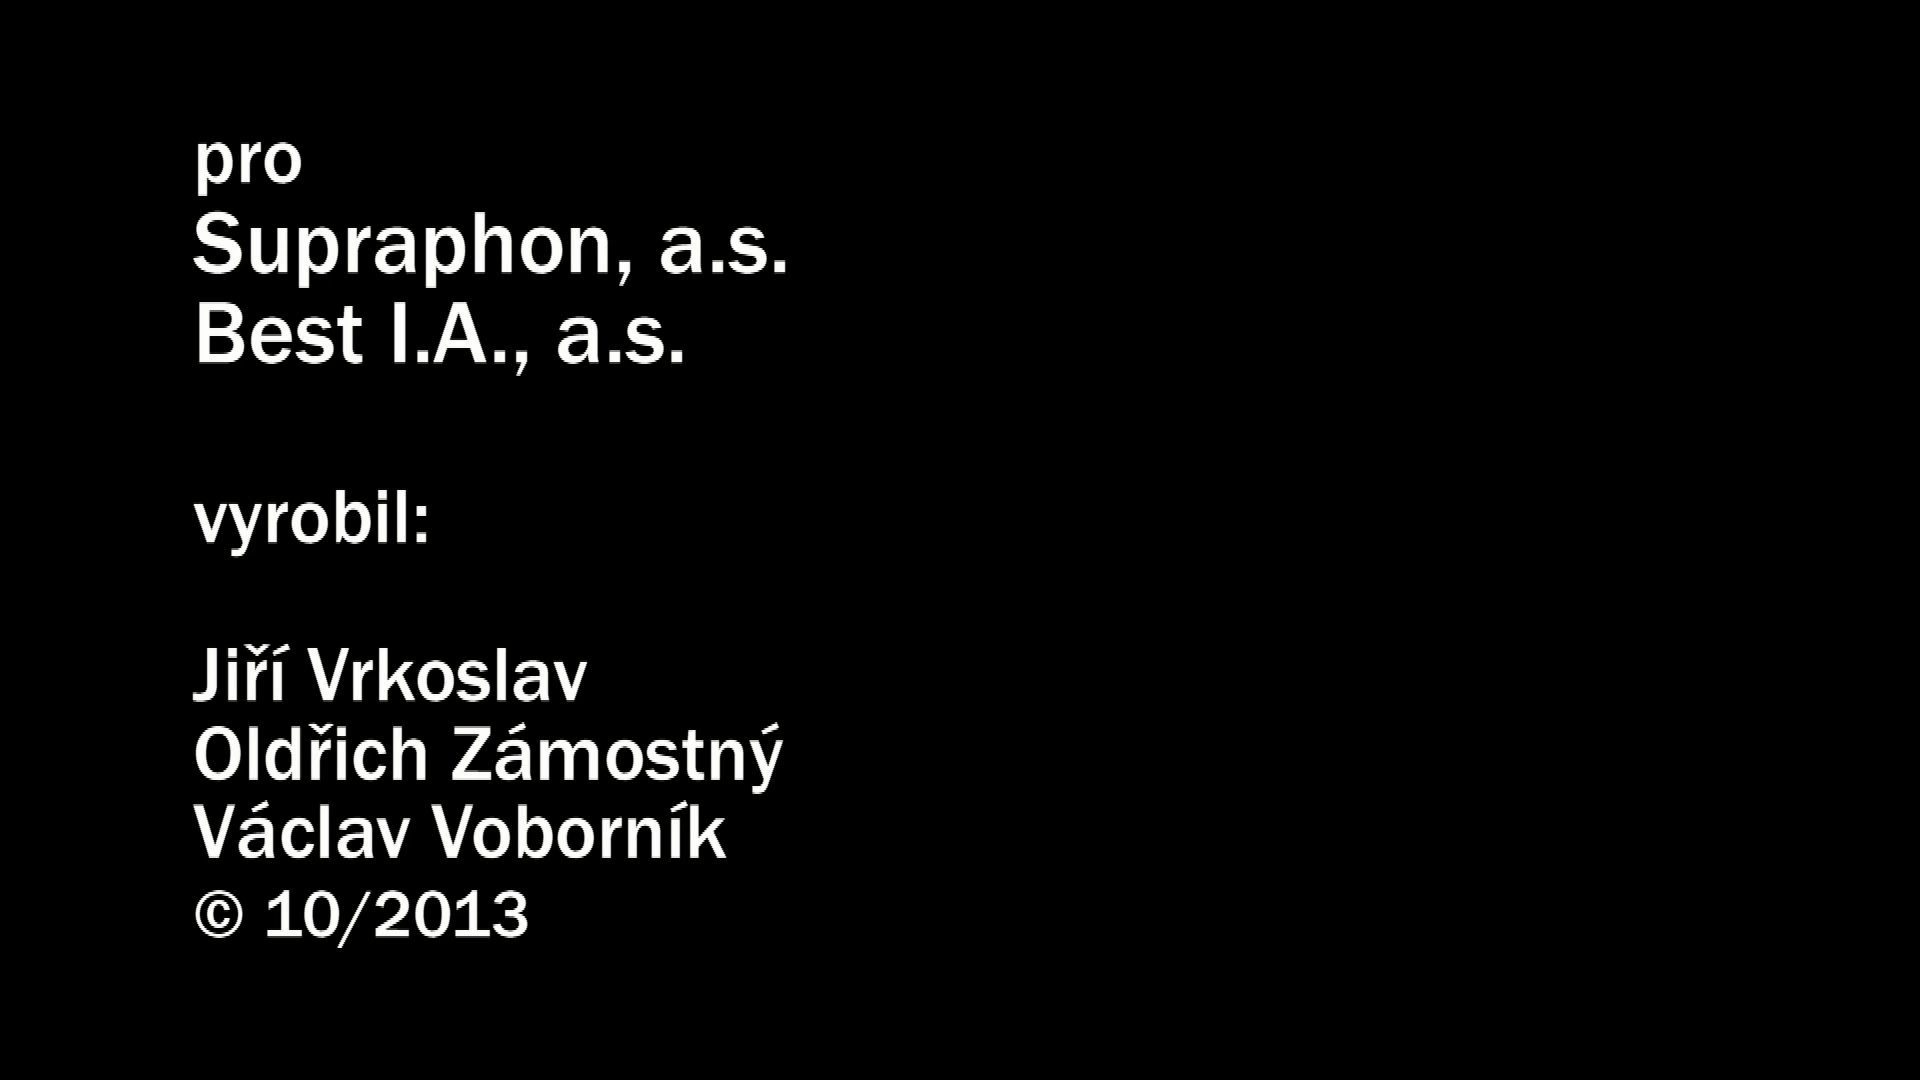 pro
Supraphon, a.s.
Best I.A., a.s.
vyrobil:
Jiří Vrkoslav
Oldřich Zámostný
Václav Voborník
© 10/2013